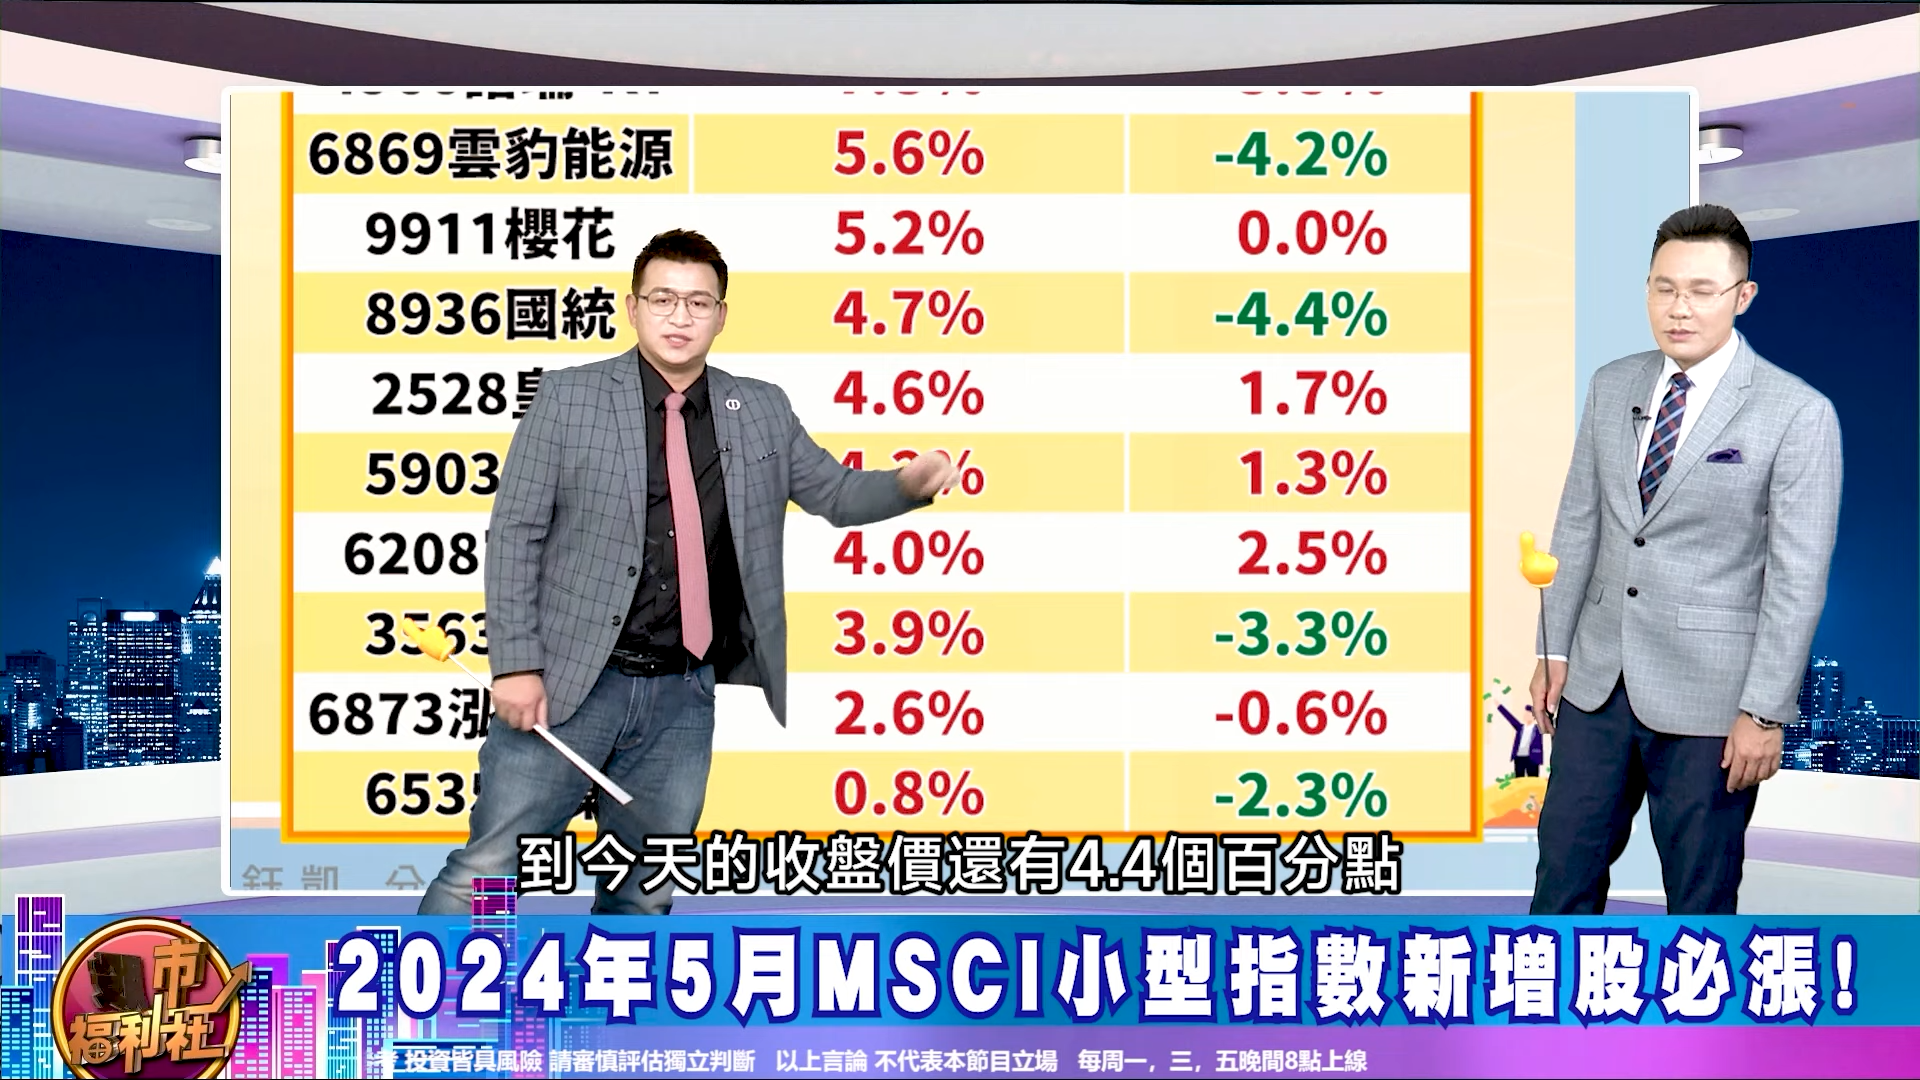 6869雲豹能源 5.6% -4.2%
9911櫻花 5.2% 0.0%
8936國統 4.7% -4.4%
2528 4.6% 1.7%
5903 1.3%
6208 4.0% 2.5%
3563 3.9% -3.3%
6873 2.6% -0.6%
653 0.8% -2.3%
到今天的收盤價還有4.4個百分點
鈺凯 分
2024年5月MSCI小型指數新增股必漲!
市
福利社
投資皆具風險 請審慎評估獨立判斷 以上言論 不代表本節目立場 每周一，三，五晚間8點上線